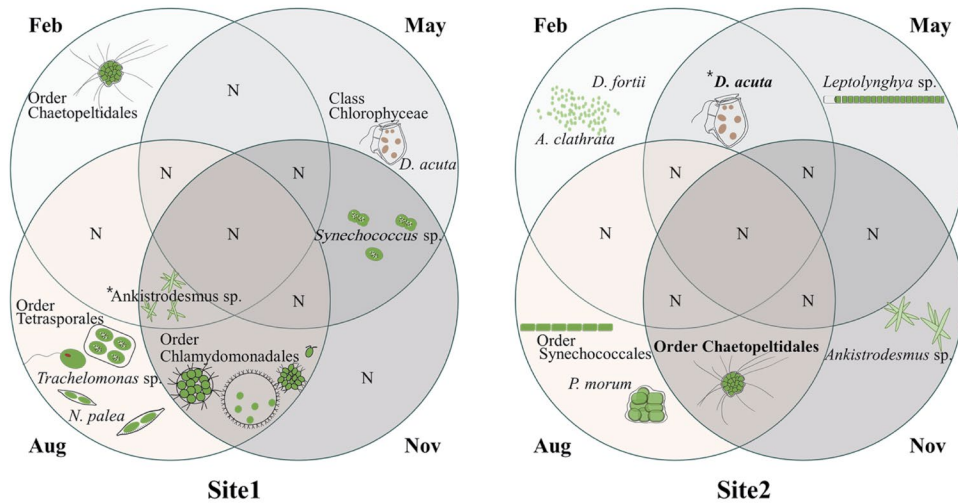 Feb
May
Order
Chaetopeltidales
N
Class
Chlorophyceae
D. acuta
N
N
N
N
Synechococcus sp.
*Ankistrodesmus sp.
N
Order
Tetrasporales
Trachelomonas sp.
N. palea
Order
Chlamydomonadales
N
Aug
Nov
Site1
Feb
May
D. fortii
A. clathrata
*D. acuta
Leptolynghya sp.
N
N
N
N
N
N
Order
Synechococcales
P. morum
Order Chaetopeltidales
Ankistrodesmus sp.
Aug
Nov
Site2